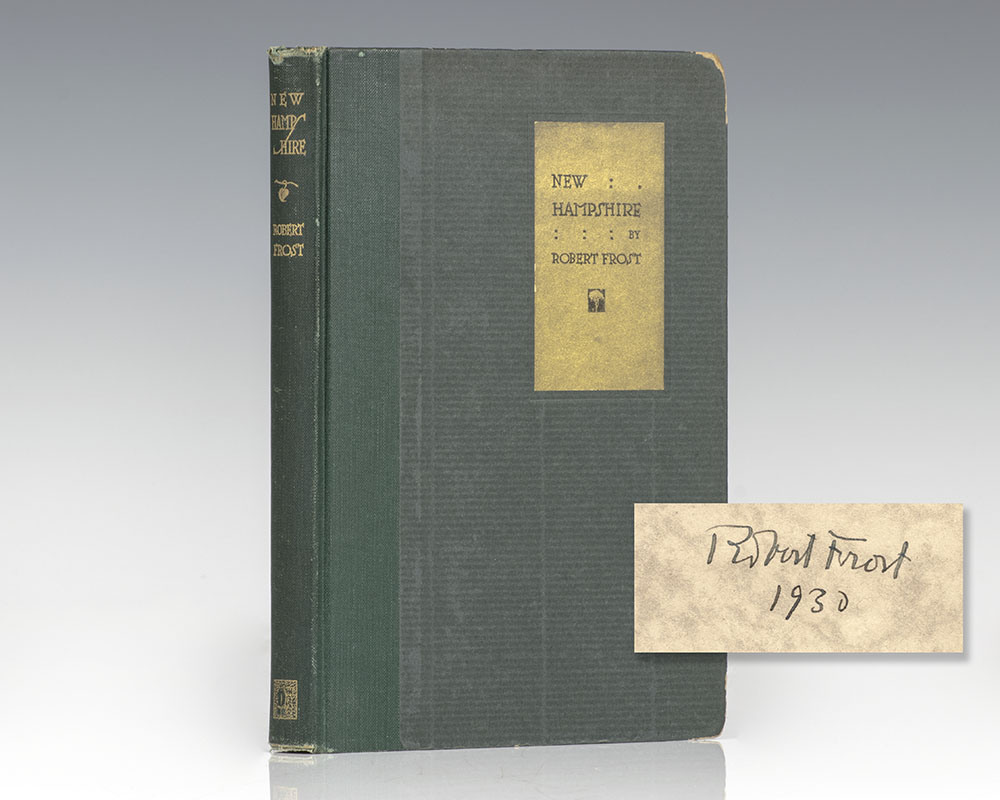 NEW
HAMP
SHIRE
ROBERT
FROST
NEW : .
HAMPSHIRE
: : : BY
ROBERT FROST
Robert Frost
1930